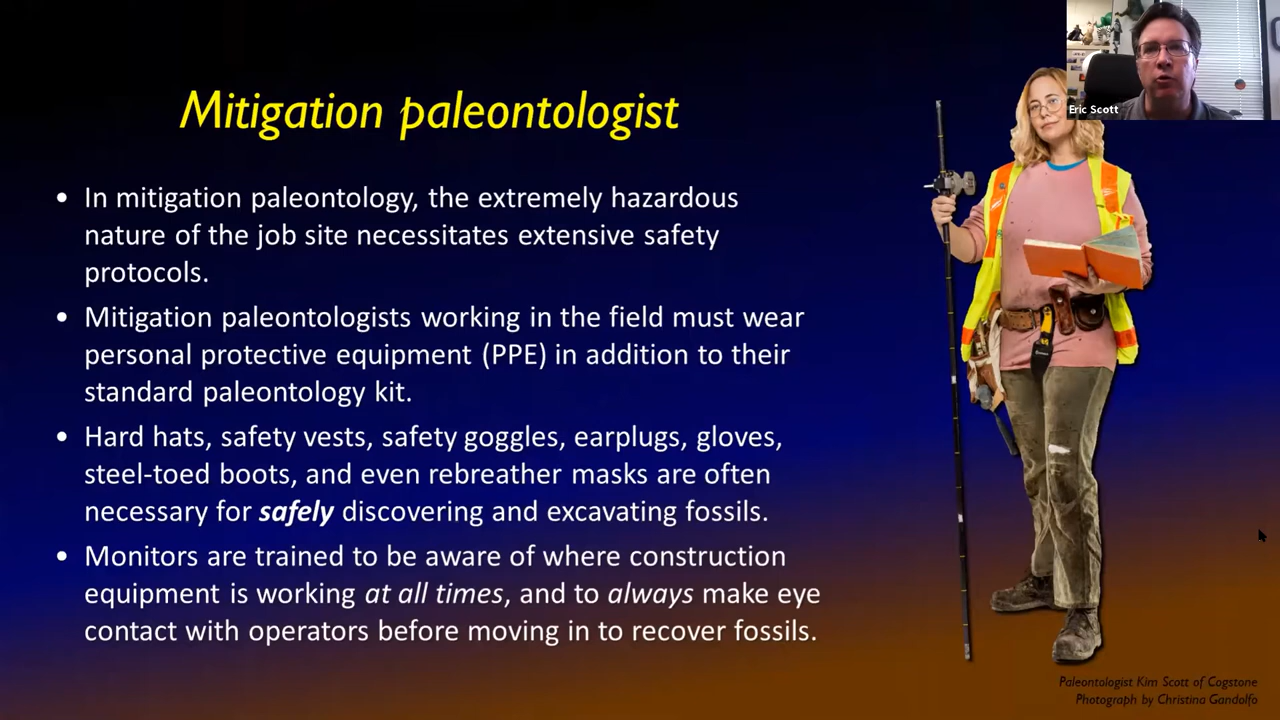 Eric Scott
Mitigation paleontologist
• In mitigation paleontology, the extremely hazardous
nature of the job site necessitates extensive safety
protocols.
• Mitigation paleontologists working in the field must wear
personal protective equipment (PPE) in addition to their
standard paleontology kit.
• Hard hats, safety vests, safety goggles, earplugs, gloves,
steel-toed boots, and even rebreather masks are often
necessary for safely discovering and excavating fossils.
• Monitors are trained to be aware of where construction
equipment is working at all times, and to always make eye
contact with operators before moving in to recover fossils.
Paleontologist Kim Scott of Cogstone
Photograph by Christina Gandolfo